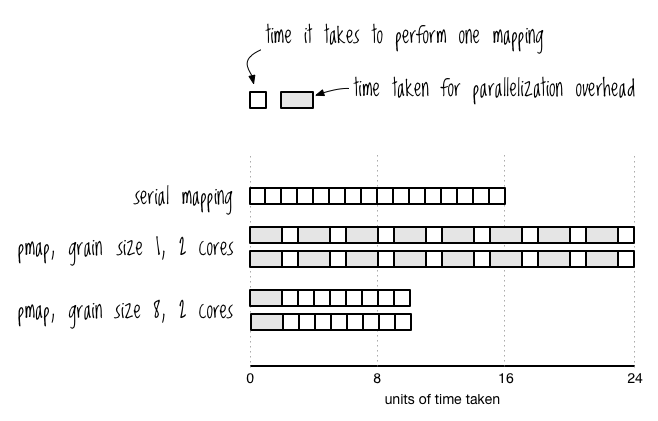 time it takes to perform one mapping
time taken for parallelization overhead
serial mapping
pmap, grain size 1, 2 cores
pmap, grain size 8, 2 cores
0 8 16 24
units of time taken